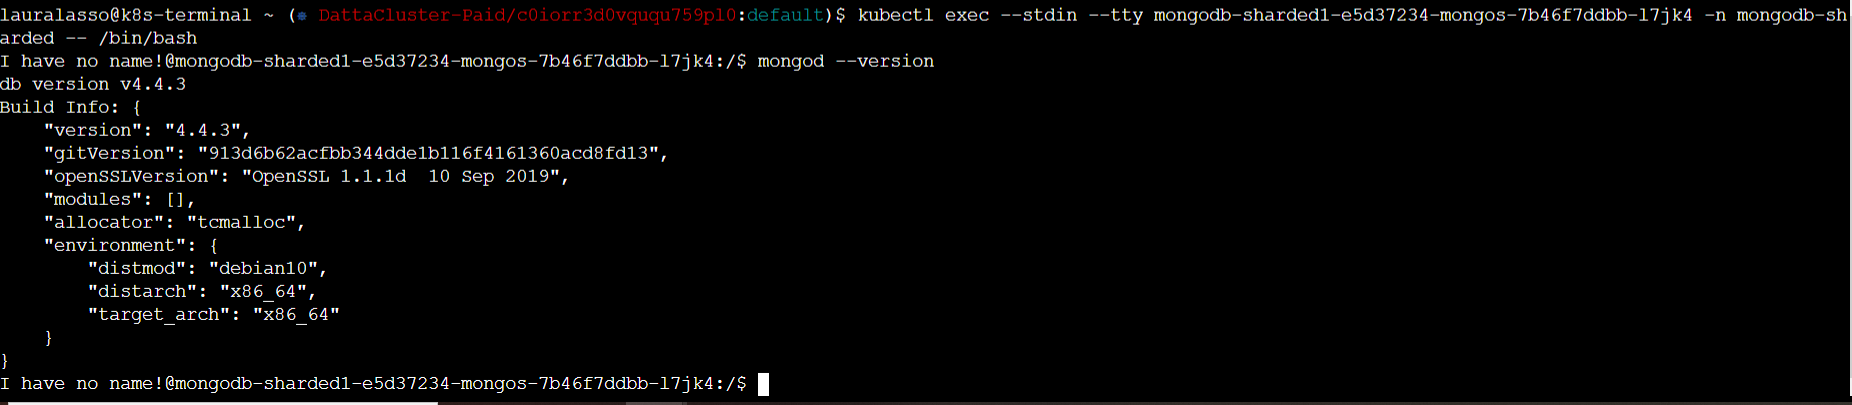 lauralasso@k8s-terminal ~ (⎈ DattaCluster-Paid/c0iorr3d0vququ759pl0:default)$ kubectl exec --stdin --tty mongodb-sharded1-e5d37234-mongos-7b46f7ddbb-l7jk4 -n mongodb-sh
arded -- /bin/bash
I have no name!@mongodb-sharded1-e5d37234-mongos-7b46f7ddbb-l7jk4:/$ mongod --version
db version v4.4.3
Build Info: {
    "version": "4.4.3",
    "gitVersion": "913d6b62acfbb344dde1b116f4161360acd8fd13",
    "openSSLVersion": "OpenSSL 1.1.1d  10 Sep 2019",
    "modules": [],
    "allocator": "tcmalloc",
    "environment": {
        "distmod": "debian10",
        "distarch": "x86_64",
        "target_arch": "x86_64"
    }
}
I have no name!@mongodb-sharded1-e5d37234-mongos-7b46f7ddbb-l7jk4:/$